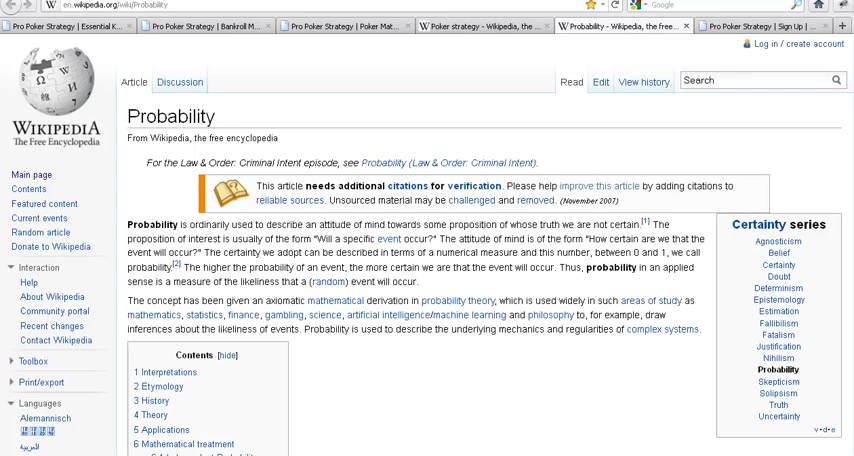 en.wikipedia.org/wiki/Probability
Google
Pro Poker Strategy | Essential K...
Pro Poker Strategy | Bankroll M...
Pro Poker Strategy | Poker Mat...
Poker strategy - Wikipedia, the ...
Probability - Wikipedia, the free...
Pro Poker Strategy | Sign Up | ...
Log in / create account
Article
Discussion
Read
Edit
View history
Search
WIKIPEDIA
The Free Encyclopedia
Main page
Contents
Featured content
Current events
Random article
Donate to Wikipedia
Interaction
Help
About Wikipedia
Community portal
Recent changes
Contact Wikipedia
Toolbox
Print/export
Languages
Alemannisch
العربية
Probability
From Wikipedia, the free encyclopedia
For the Law & Order: Criminal Intent episode, see Probability (Law & Order: Criminal Intent).
This article needs additional citations for verification. Please help improve this article by adding citations to
reliable sources. Unsourced material may be challenged and removed. (November 2007)
Probability is ordinarily used to describe an attitude of mind towards some proposition of whose truth we are not certain.[1] The
proposition of interest is usually of the form "Will a specific event occur?" The attitude of mind is of the form "How certain are we that the
event will occur?" The certainty we adopt can be described in terms of a numerical measure and this number, between 0 and 1, we call
probability.[2] The higher the probability of an event, the more certain we are that the event will occur. Thus, probability in an applied
sense is a measure of the likeliness that a (random) event will occur.
The concept has been given an axiomatic mathematical derivation in probability theory, which is used widely in such areas of study as
mathematics, statistics, finance, gambling, science, artificial intelligence/machine learning and philosophy to, for example, draw
inferences about the likeliness of events. Probability is used to describe the underlying mechanics and regularities of complex systems.
Contents [hide]
1 Interpretations
2 Etymology
3 History
4 Theory
5 Applications
6 Mathematical treatment
Certainty series
Agnosticism
Belief
Certainty
Doubt
Determinism
Epistemology
Estimation
Fallibilism
Fatalism
Justification
Nihilism
Probability
Skepticism
Solipsism
Truth
Uncertainty
v·d·e